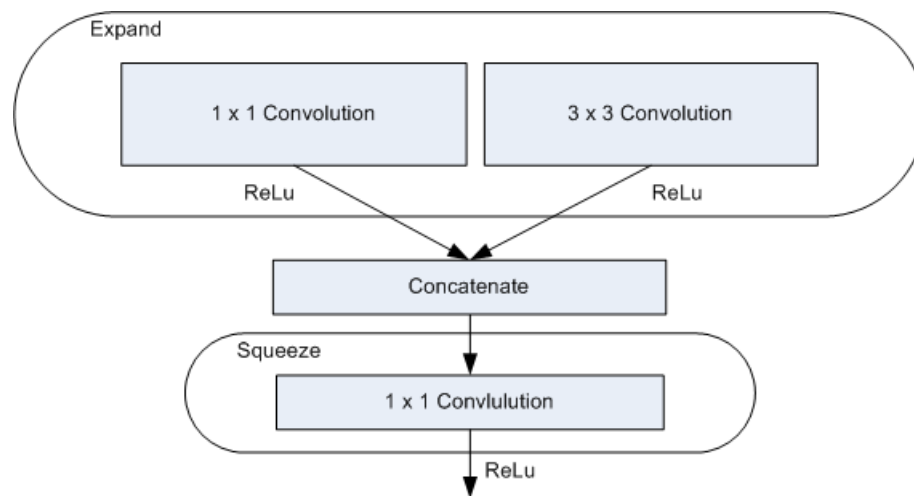 Expand
1 x 1 Convolution
3 x 3 Convolution
ReLu
ReLu
Concatenate
Squeeze
1 x 1 Convlulution
ReLu